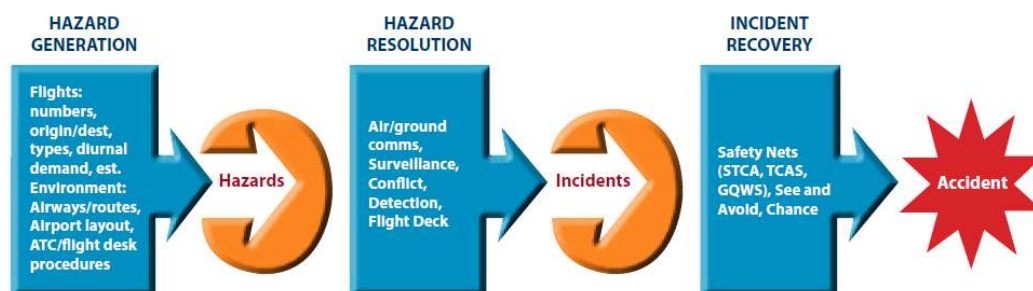 HAZARD
GENERATION
Flights:
numbers,
origin/dest,
types, diurnal
demand, est.
Environment:
Airways/routes,
Airport layout,
ATC/flight desk
procedures
Hazards
HAZARD
RESOLUTION
Air/ground
comms,
Surveillance,
Conflict,
Detection,
Flight Deck
Incidents
INCIDENT
RECOVERY
Safety Nets
(STCA, TCAS,
GQWS), See and
Avoid, Chance
Accident